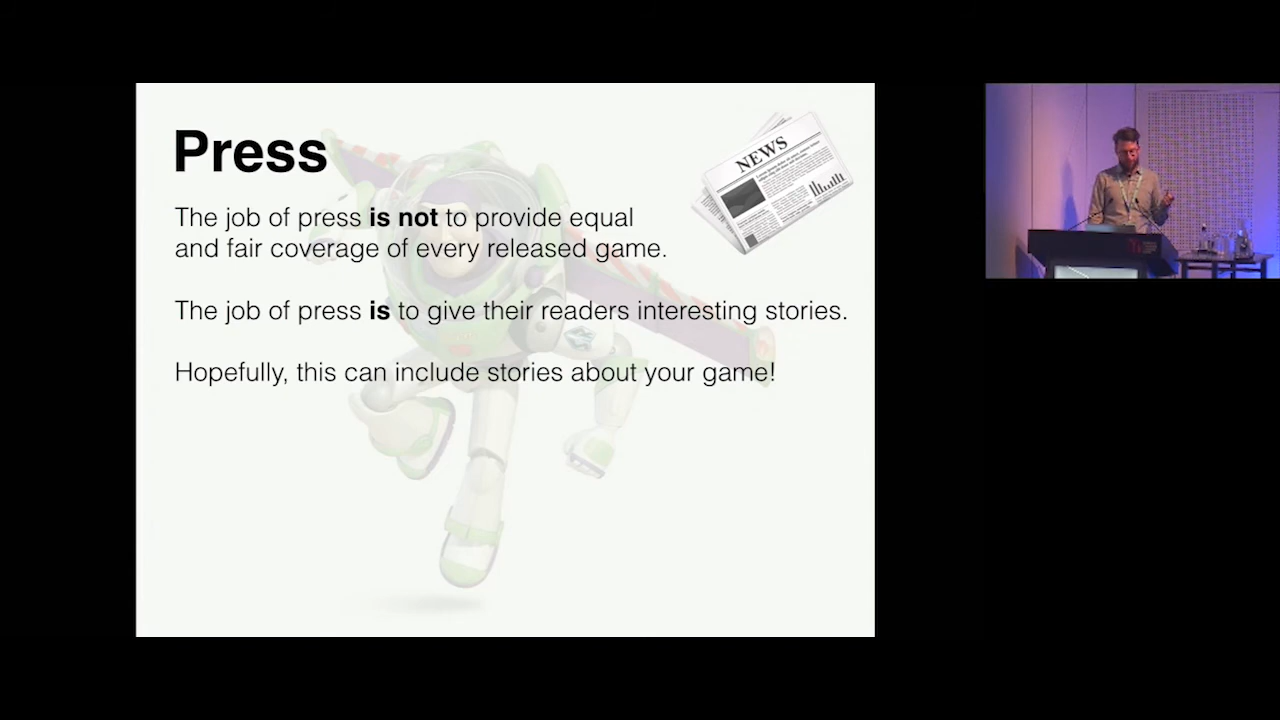 Press
NEWS
The job of press is not to provide equal
and fair coverage of every released game.
The job of press is to give their readers interesting stories.
Hopefully, this can include stories about your game!